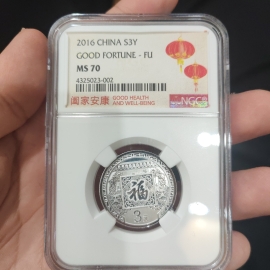 2016 CHINA S3Y
GOOD FORTUNE - FU
MS 70
4325023-002
阖家安康 GOOD HEALTH
AND WELL-BEING
NGC
福
3